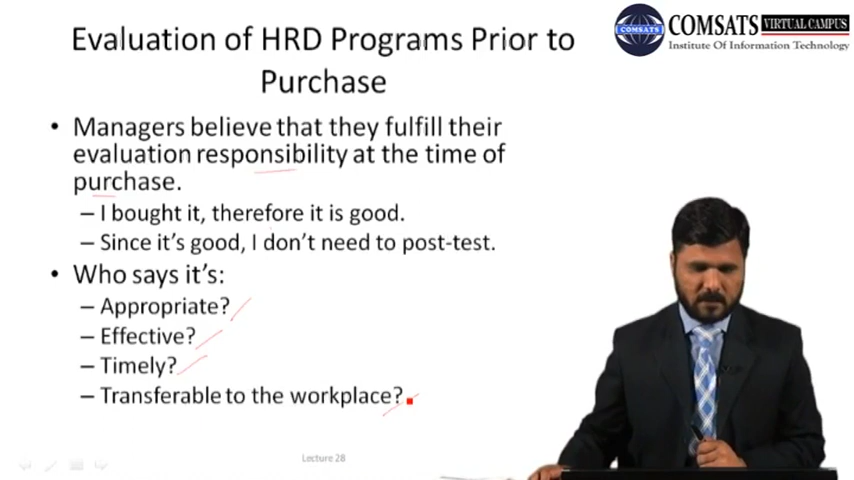 Evaluation of HRD Programs Prior to
Purchase
COMSATS
COMSATS VIRTUAL CAMPUS
Institute Of Information Technology
• Managers believe that they fulfill their
evaluation responsibility at the time of
purchase.
– I bought it, therefore it is good.
– Since it's good, I don't need to post-test.
• Who says it's:
– Appropriate?
– Effective?
– Timely?
– Transferable to the workplace?
Lecture 28